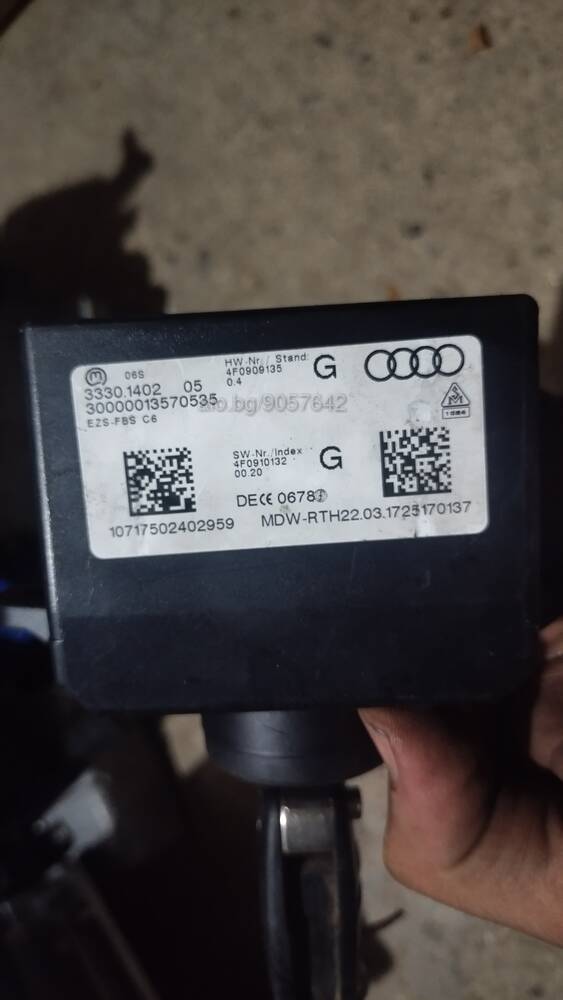 06S
3330.1402 05
30000013570535
EZS-FBS C6
HW-Nr./ Stand:
4F0909135
0.4
G
bg/9057642
SW-Nr./Index
4F0910132
00.20
G
DE CE 0678
10717502402959
MDW-RTH22.03.1725170137